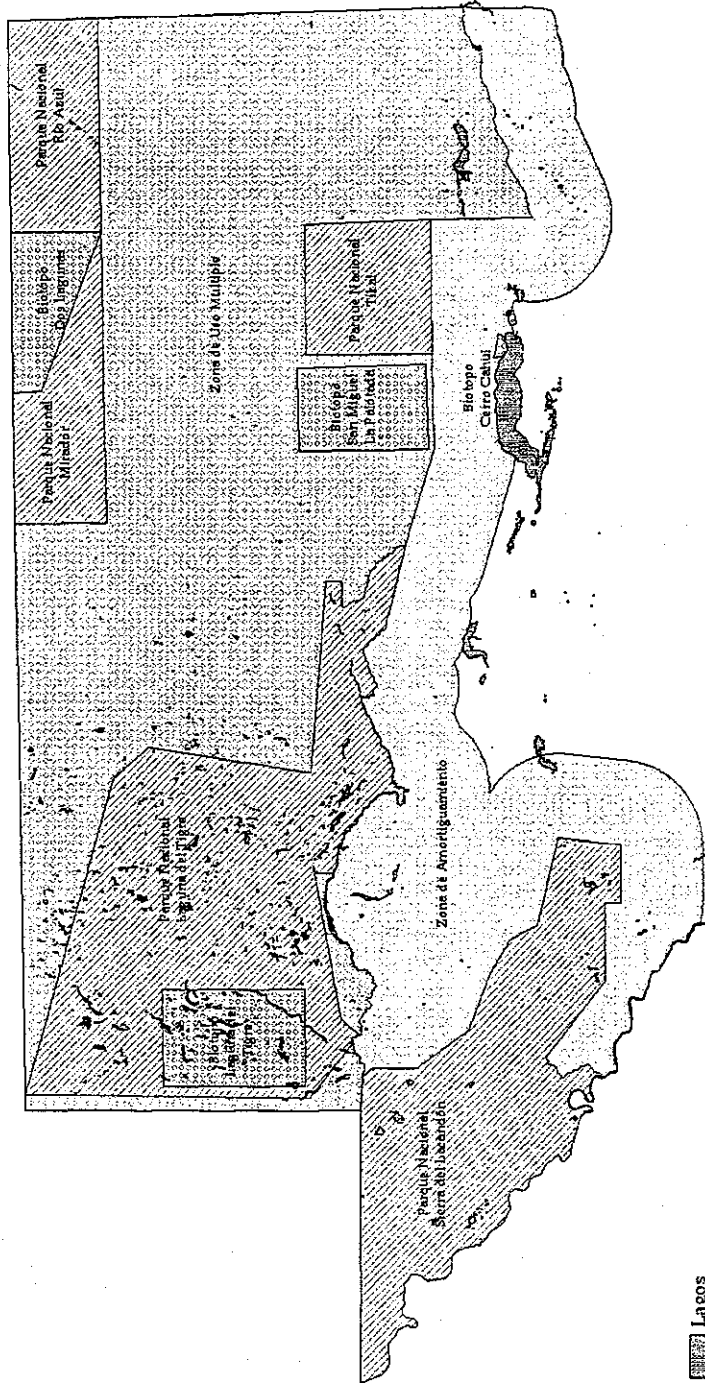 Parque Nacional
Río Azul
Biotopo
Dos Lagunas
Parque Nacional
Mirador
Zona de Uso Multiple
Parque Nacional
Tikal
Biotopo
San Miguel
La Palotada
Biotopo
Cerro Cahui
Parque Nacional
Laguna del Tigre
Biotopo
Laguna del
Tigre
Zona de Amortiguamiento
Parque Nacional
Sierra del Lacandón
Lagos